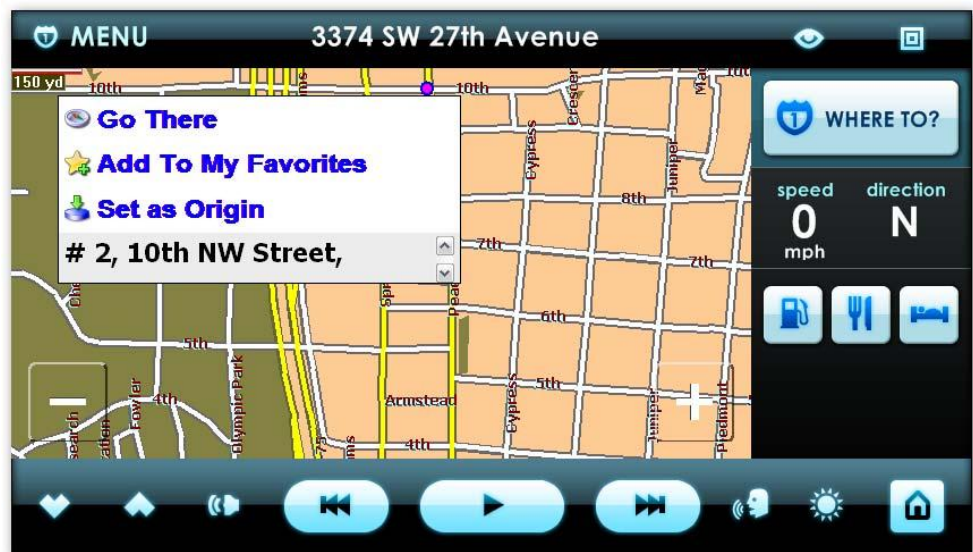 MENU
3374 SW 27th Avenue
150 yd
10th
10th
10th
Go There
Add To My Favorites
Set as Origin
# 2, 10th NW Street,
WHERE TO?
speed
direction
0
N
mph
Cypress
Juniper
8th
7th
7th
6th
5th
5th
4th
4th
Fowler
Olympic Park
Armstead
Cypress
Juniper
Piedmont
75